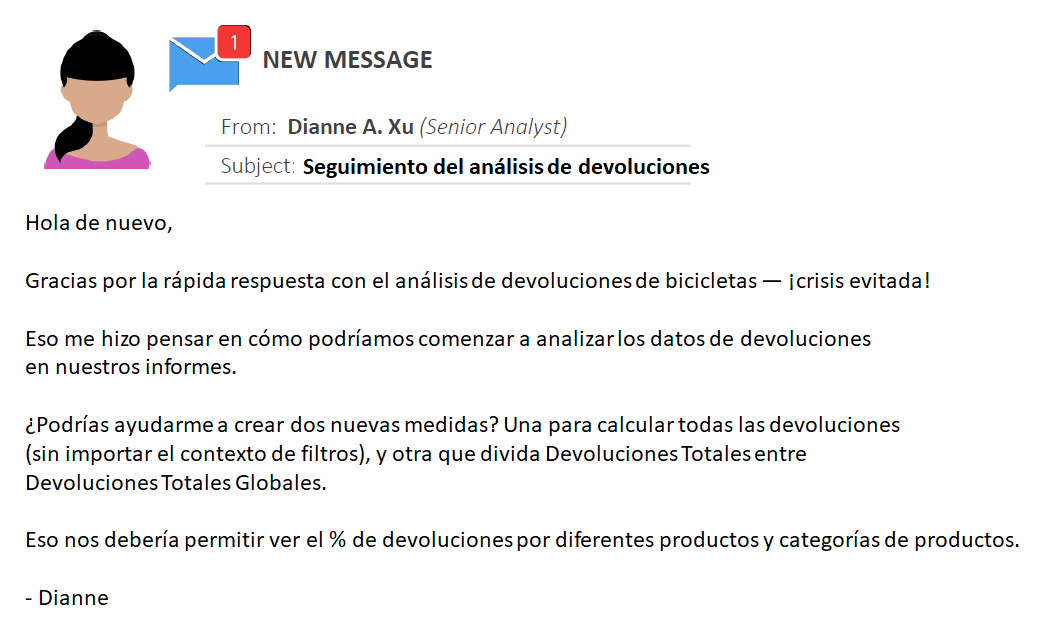 1
NEW MESSAGE
From: Dianne A. Xu (Senior Analyst)
Subject: Seguimiento del análisis de devoluciones
Hola de nuevo,
Gracias por la rápida respuesta con el análisis de devoluciones de bicicletas — ¡crisis evitada!
Eso me hizo pensar en cómo podríamos comenzar a analizar los datos de devoluciones
en nuestros informes.
¿Podrías ayudarme a crear dos nuevas medidas? Una para calcular todas las devoluciones
(sin importar el contexto de filtros), y otra que divida Devoluciones Totales entre
Devoluciones Totales Globales.
Eso nos debería permitir ver el % de devoluciones por diferentes productos y categorías de productos.
- Dianne